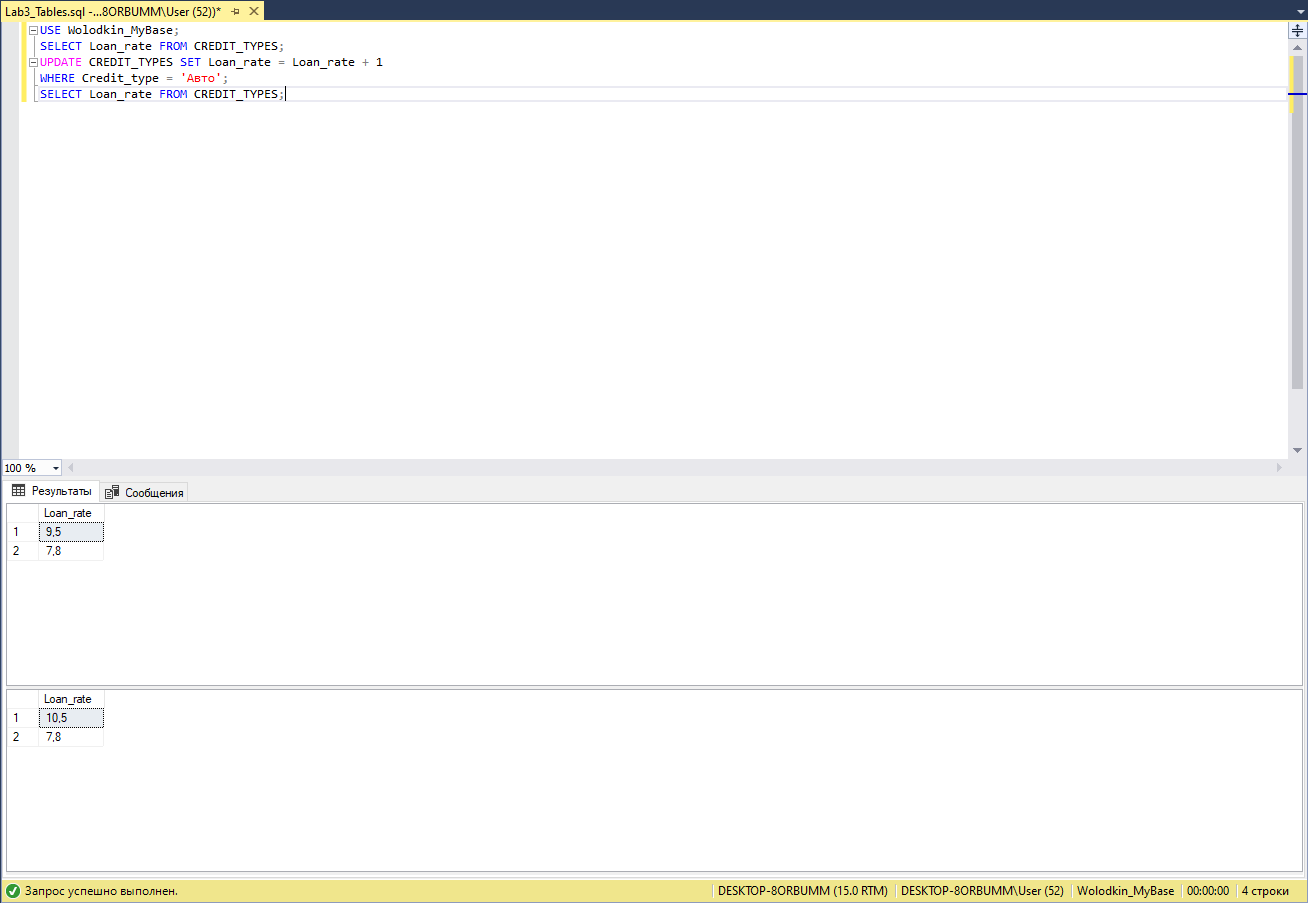 Lab3_Tables.sql -...8ORBUMM\User (52))*
USE Wolodkin_MyBase;
SELECT Loan_rate FROM CREDIT_TYPES;
UPDATE CREDIT_TYPES SET Loan_rate = Loan_rate + 1
WHERE Credit_type = 'Авто';
SELECT Loan_rate FROM CREDIT_TYPES;
100 %
Результаты Сообщения
Loan_rate
1 9,5
2 7,8
Loan_rate
1 10,5
2 7,8
Запрос успешно выполнен. DESKTOP-8ORBUMM (15.0 RTM) DESKTOP-8ORBUMM\User (52) Wolodkin_MyBase 00:00:00 4 строки